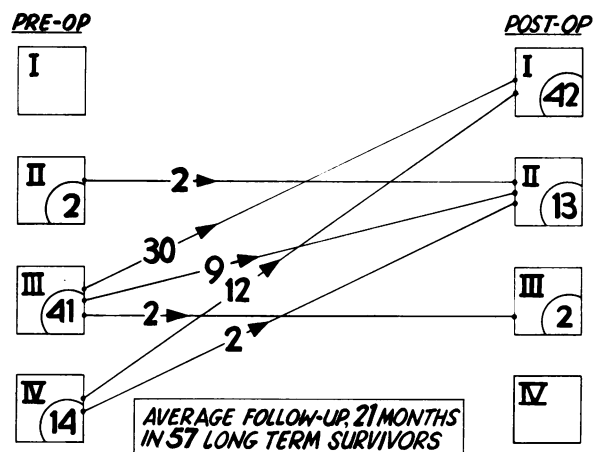 PRE-OP POST-OP
I I
42
II 2 II
2 13
30
9
III 12 III
41 2 2
2
IV IV
14
AVERAGE FOLLOW-UP, 21 MONTHS
IN 57 LONG TERM SURVIVORS